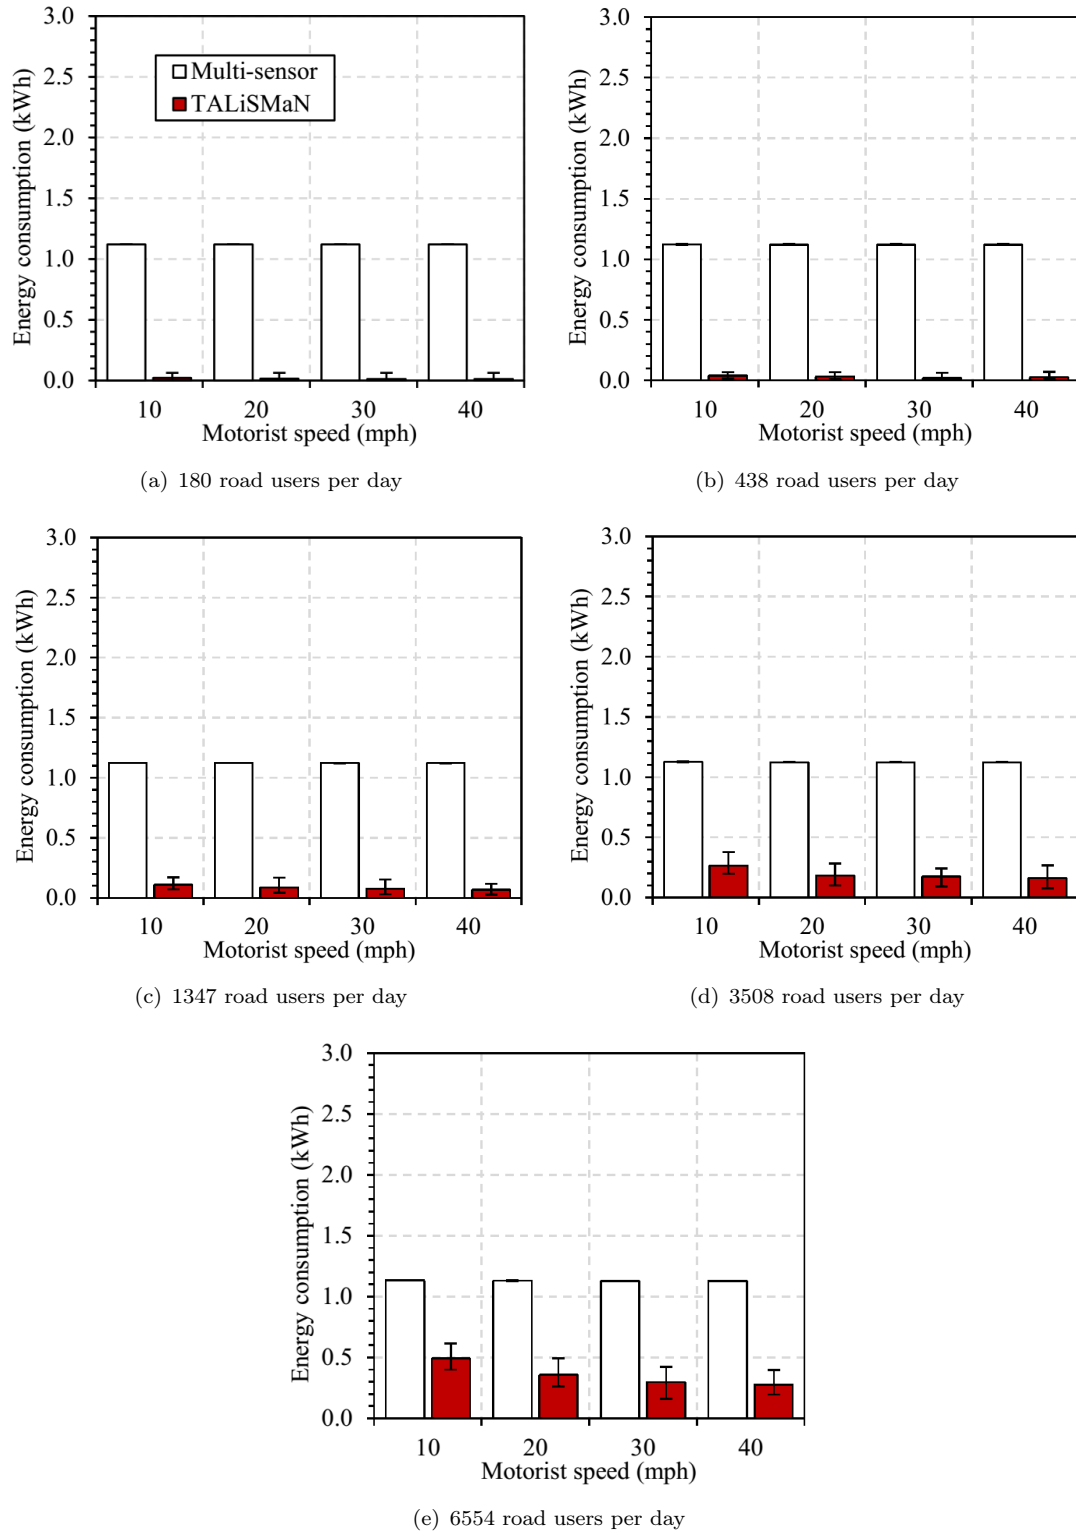 Energy consumption (kWh)
3.0
2.5
2.0
1.5
1.0
0.5
0.0
Multi-sensor
TALiSMaN
10 20 30 40
Motorist speed (mph)
(a) 180 road users per day
Energy consumption (kWh)
3.0
2.5
2.0
1.5
1.0
0.5
0.0
10 20 30 40
Motorist speed (mph)
(b) 438 road users per day
Energy consumption (kWh)
3.0
2.5
2.0
1.5
1.0
0.5
0.0
10 20 30 40
Motorist speed (mph)
(c) 1347 road users per day
Energy consumption (kWh)
3.0
2.5
2.0
1.5
1.0
0.5
0.0
10 20 30 40
Motorist speed (mph)
(d) 3508 road users per day
Energy consumption (kWh)
3.0
2.5
2.0
1.5
1.0
0.5
0.0
10 20 30 40
Motorist speed (mph)
(e) 6554 road users per day